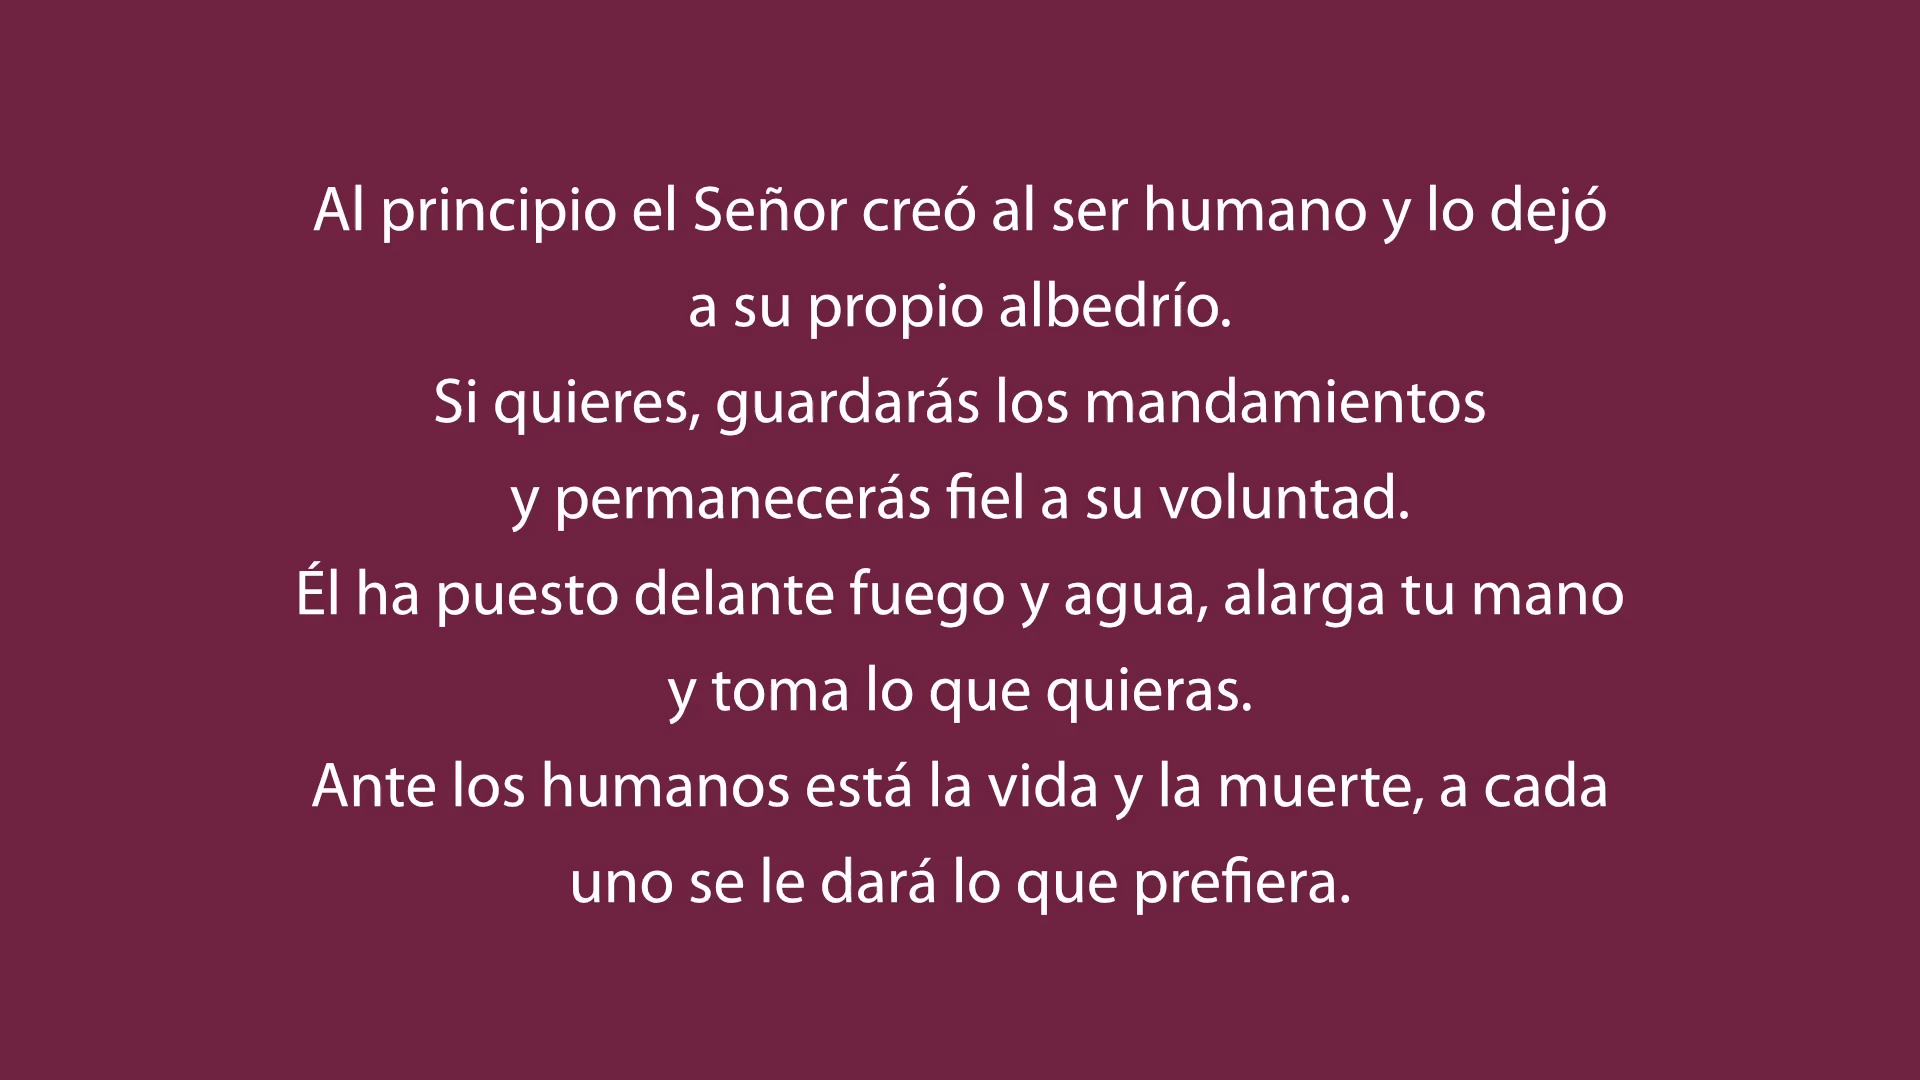 Al principio el Señor creó al ser humano y lo dejó
a su propio albedrío.
Si quieres, guardarás los mandamientos
y permanecerás fiel a su voluntad.
Él ha puesto delante fuego y agua, alarga tu mano
y toma lo que quieras.
Ante los humanos está la vida y la muerte, a cada
uno se le dará lo que prefiera.